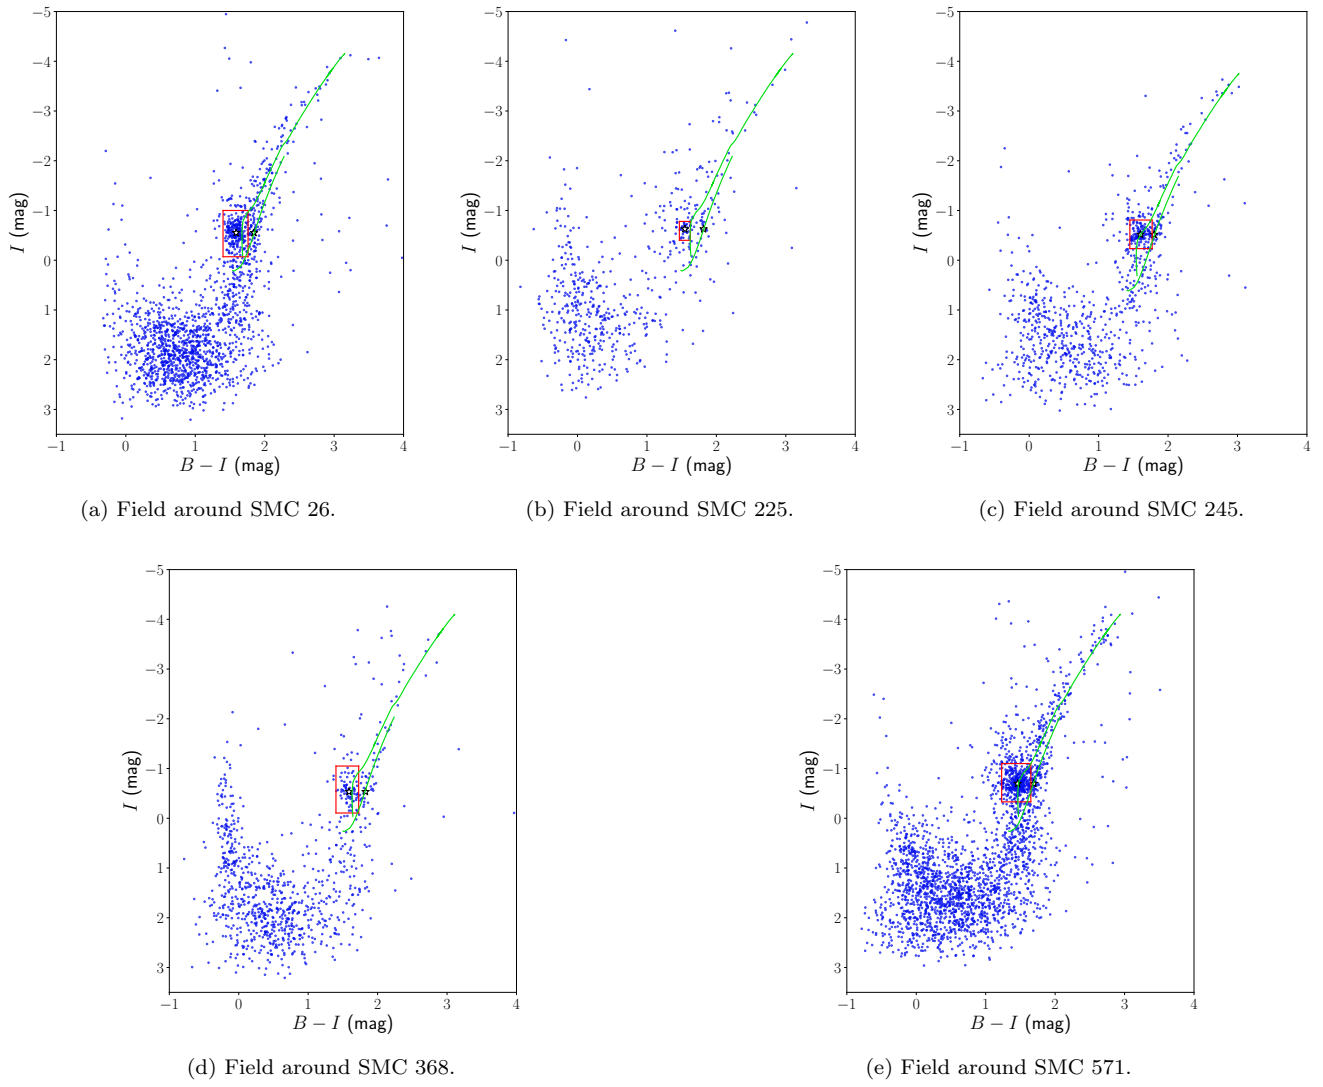 −5
−4
−3
−2
−1
0
1
2
3
I (mag)
−1 0 1 2 3 4
B − I (mag)
(a) Field around SMC 26.
−5
−4
−3
−2
−1
0
1
2
3
I (mag)
−1 0 1 2 3 4
B − I (mag)
(b) Field around SMC 225.
−5
−4
−3
−2
−1
0
1
2
3
I (mag)
−1 0 1 2 3 4
B − I (mag)
(c) Field around SMC 245.
−5
−4
−3
−2
−1
0
1
2
3
I (mag)
−1 0 1 2 3 4
B − I (mag)
(d) Field around SMC 368.
−5
−4
−3
−2
−1
0
1
2
3
I (mag)
−1 0 1 2 3 4
B − I (mag)
(e) Field around SMC 571.